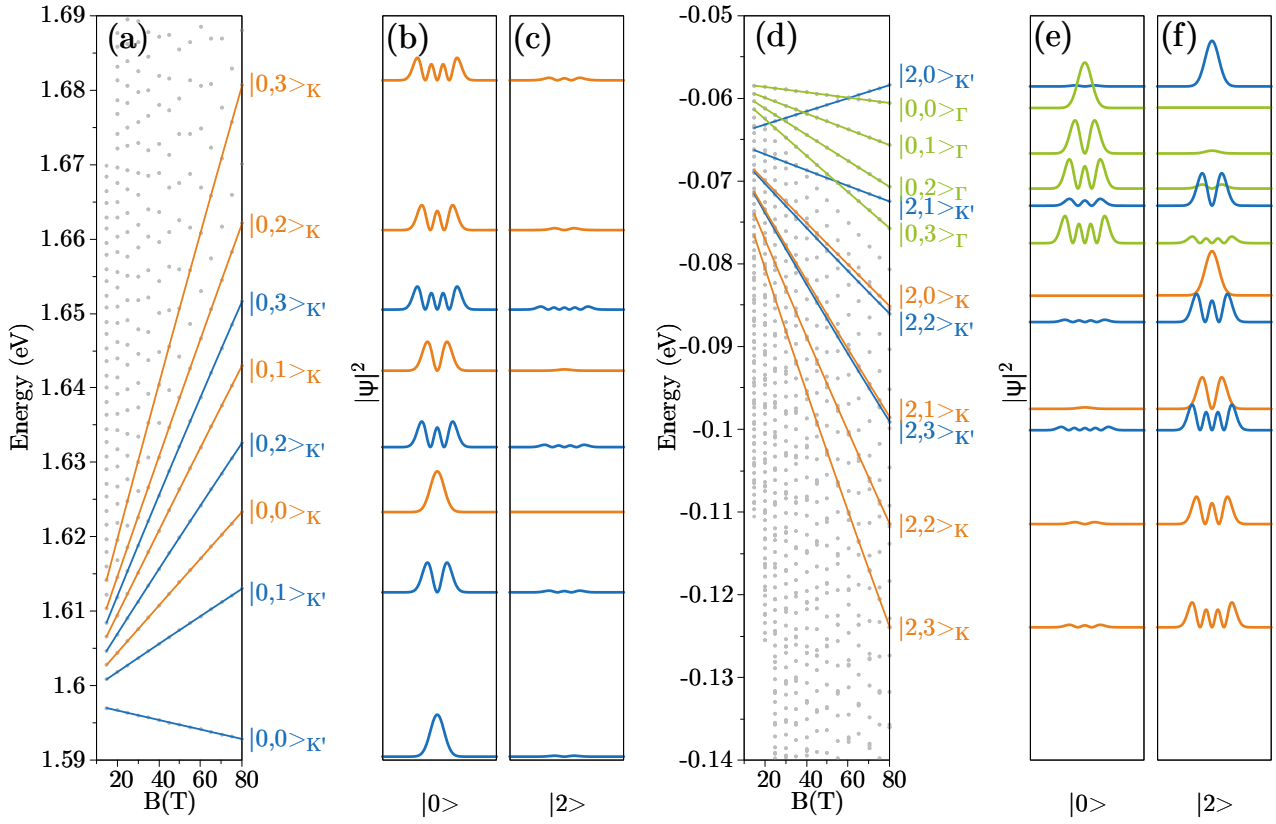 (a)
1.69
1.68
1.67
1.66
1.65
1.64
1.63
1.62
1.61
1.6
1.59
Energy (eV)
20 40 60 80
B(T)
|0,3>K
|0,2>K
|0,3>K'
|0,1>K
|0,2>K'
|0,0>K
|0,1>K'
|0,0>K'
(b)
|ψ|²
|0>
(c)
|2>
(d)
-0.05
-0.06
-0.07
-0.08
-0.09
-0.1
-0.11
-0.12
-0.13
-0.14
Energy (eV)
20 40 60 80
B(T)
|2,0>K'
|0,0>Γ
|0,1>Γ
|0,2>Γ
|2,1>K'
|0,3>Γ
|2,0>K
|2,2>K'
|2,1>K
|2,3>K'
|2,2>K
|2,3>K
(e)
|ψ|²
|0>
(f)
|2>